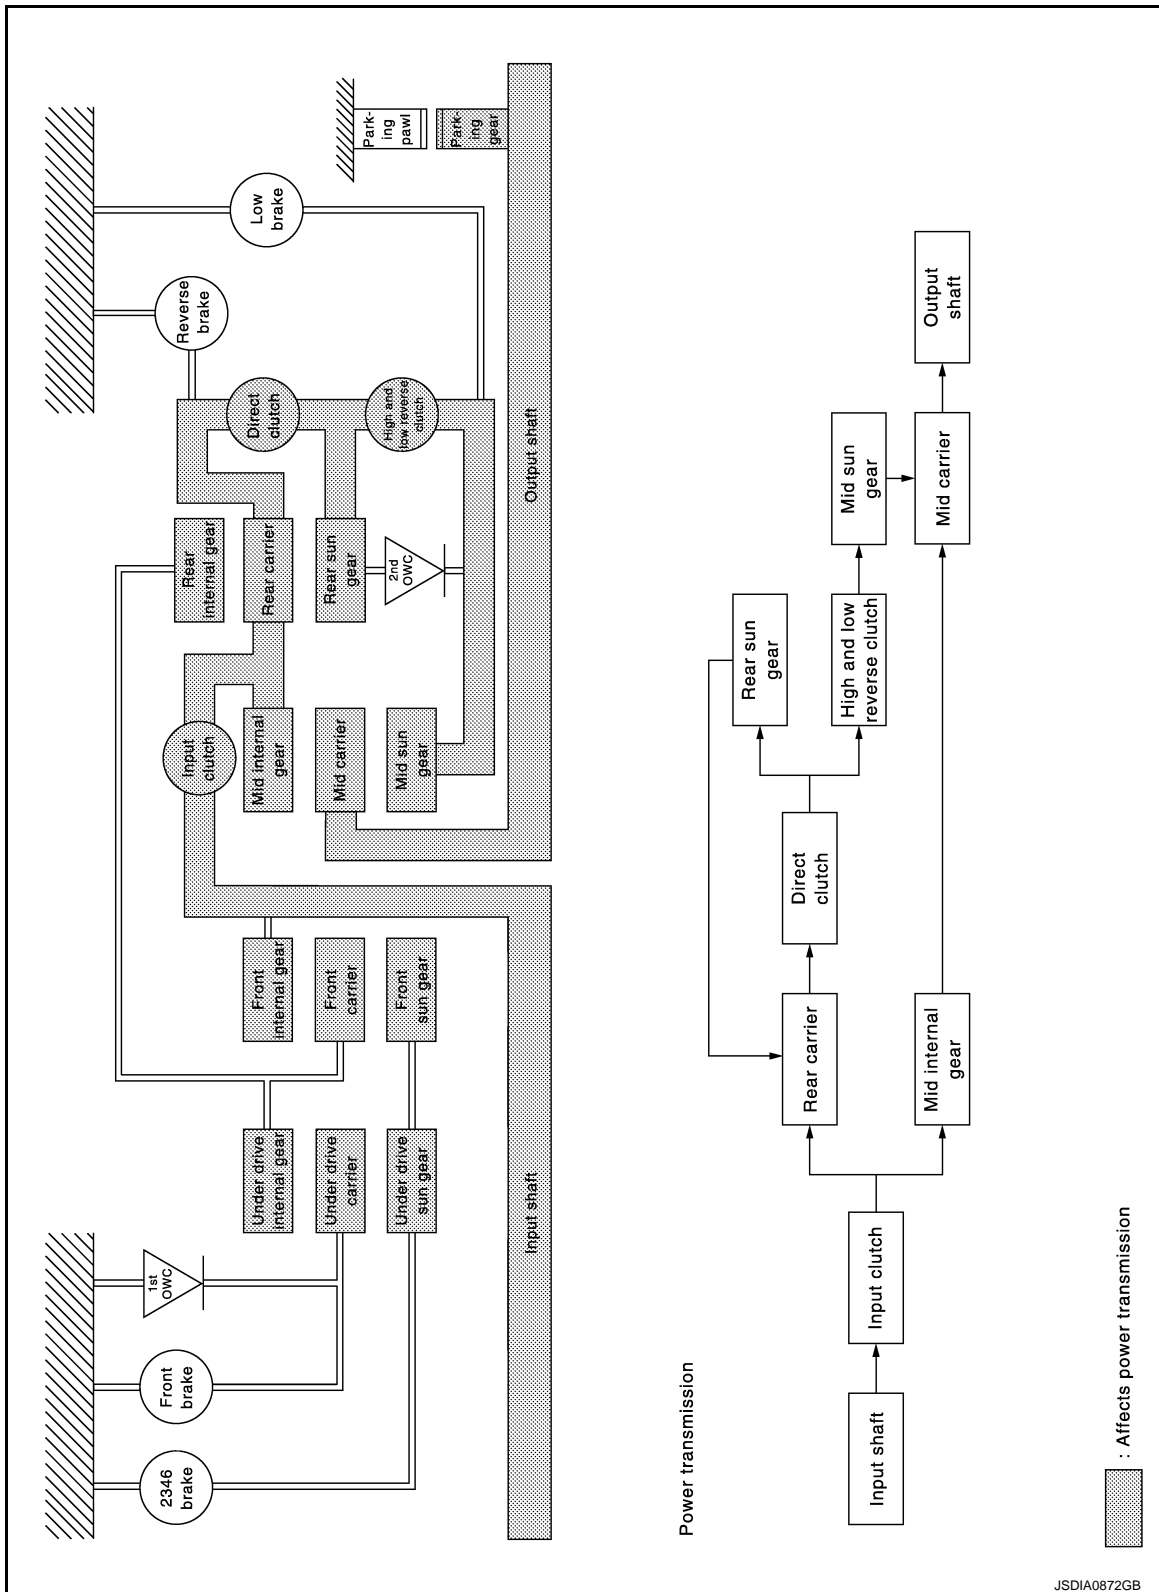 Park-
ing
pawl
Park-
ing
gear
Low
brake
Reverse
brake
Direct
clutch
High and
low reverse
clutch
Output shaft
Rear
internal gear
Rear carrier
Rear sun
gear
2nd
OWC
Input
clutch
Mid internal
gear
Mid carrier
Mid sun
gear
Front
internal gear
Front
carrier
Front
sun gear
Under drive
internal gear
Under drive
carrier
Under drive
sun gear
Input shaft
1st
OWC
Front
brake
2346
brake
Power transmission
Input shaft
Input clutch
Rear carrier
Mid internal
gear
Direct
clutch
Rear sun
gear
High and low
reverse clutch
Mid sun
gear
Mid carrier
Output
shaft
: Affects power transmission
JSDIA0872GB